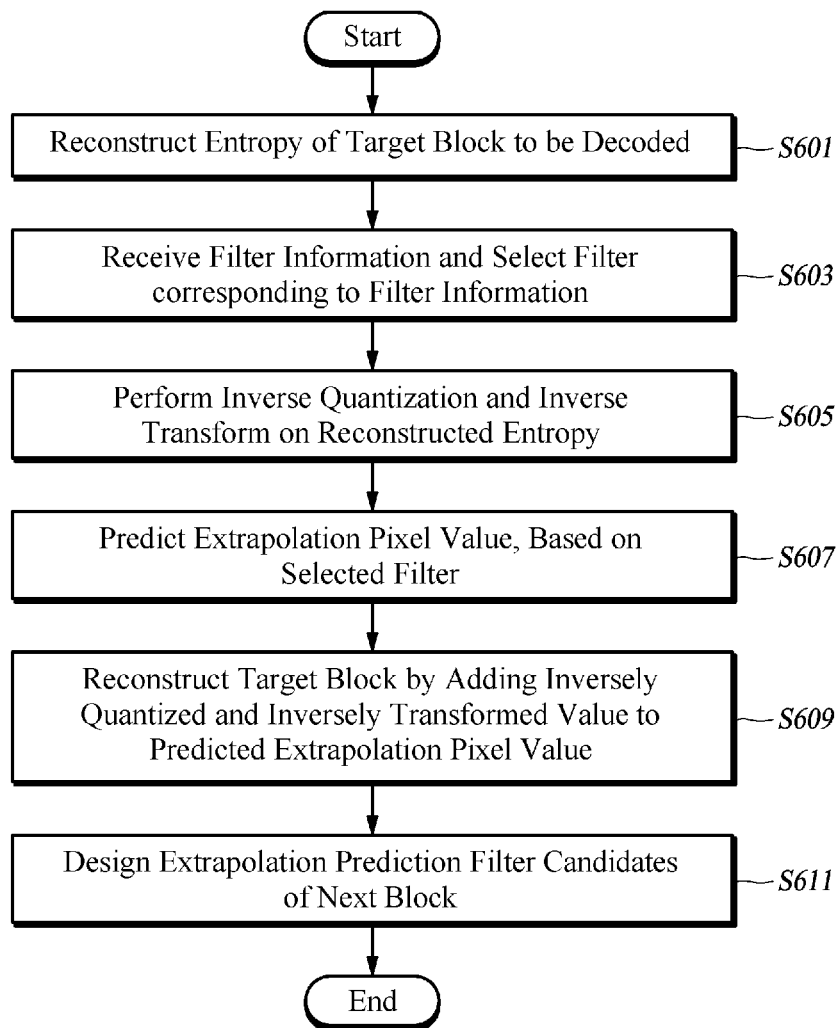 Start
Reconstruct Entropy of Target Block to be Decoded
S601
Receive Filter Information and Select Filter
corresponding to Filter Information
S603
Perform Inverse Quantization and Inverse
Transform on Reconstructed Entropy
S605
Predict Extrapolation Pixel Value, Based on
Selected Filter
S607
Reconstruct Target Block by Adding Inversely
Quantized and Inversely Transformed Value to
Predicted Extrapolation Pixel Value
S609
Design Extrapolation Prediction Filter Candidates
of Next Block
S611
End